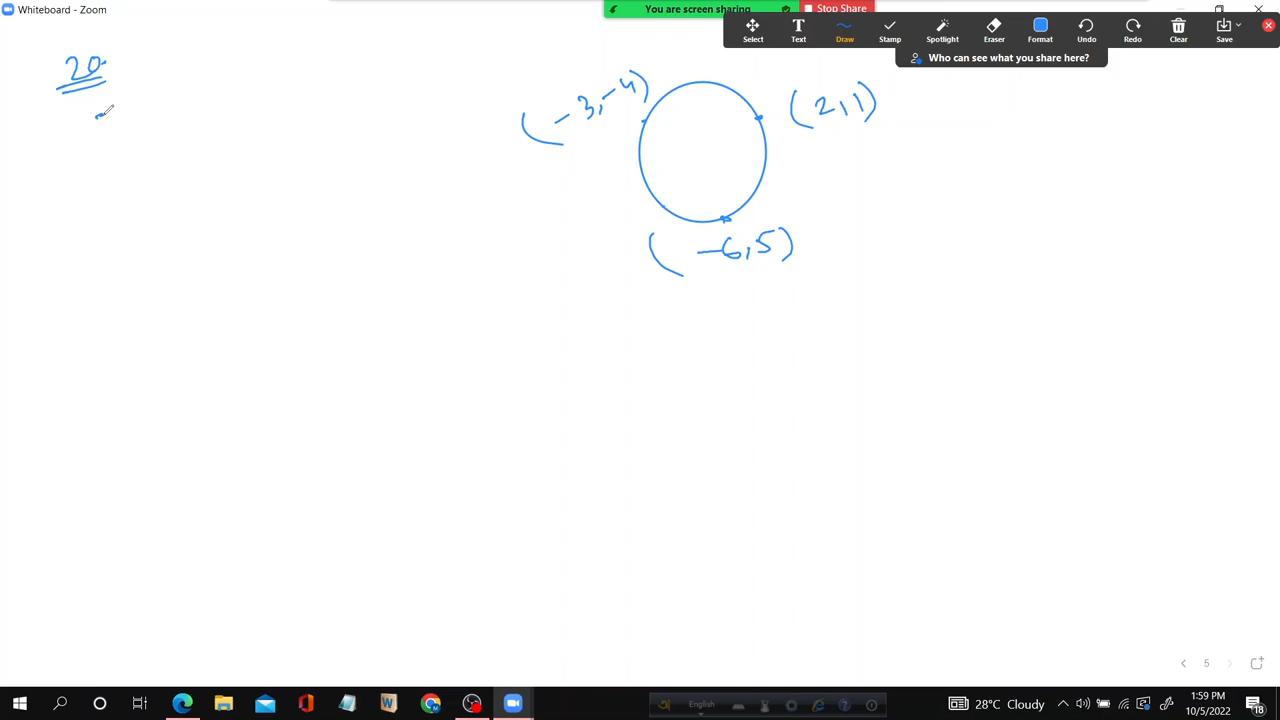 Whiteboard - Zoom
You are screen sharing
Stop Share
Select Text Draw Stamp Spotlight Eraser Format Undo Redo Clear Save
Who can see what you share here?
20.
(-3,-4)
(2,1)
(-6,5)
5
English
28°C Cloudy
1:59 PM
10/5/2022
18